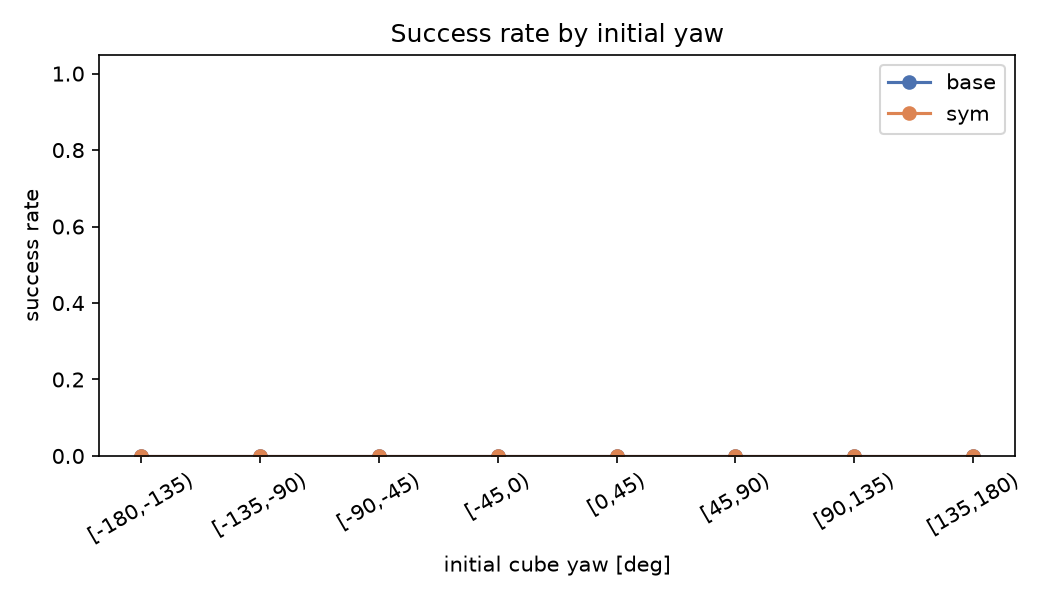 Success rate by initial yaw
base
sym
success rate
1.0
0.8
0.6
0.4
0.2
0.0
[-180,-135)
[-135,-90)
[-90,-45)
[-45,0)
[0,45)
[45,90)
[90,135)
[135,180)
initial cube yaw [deg]